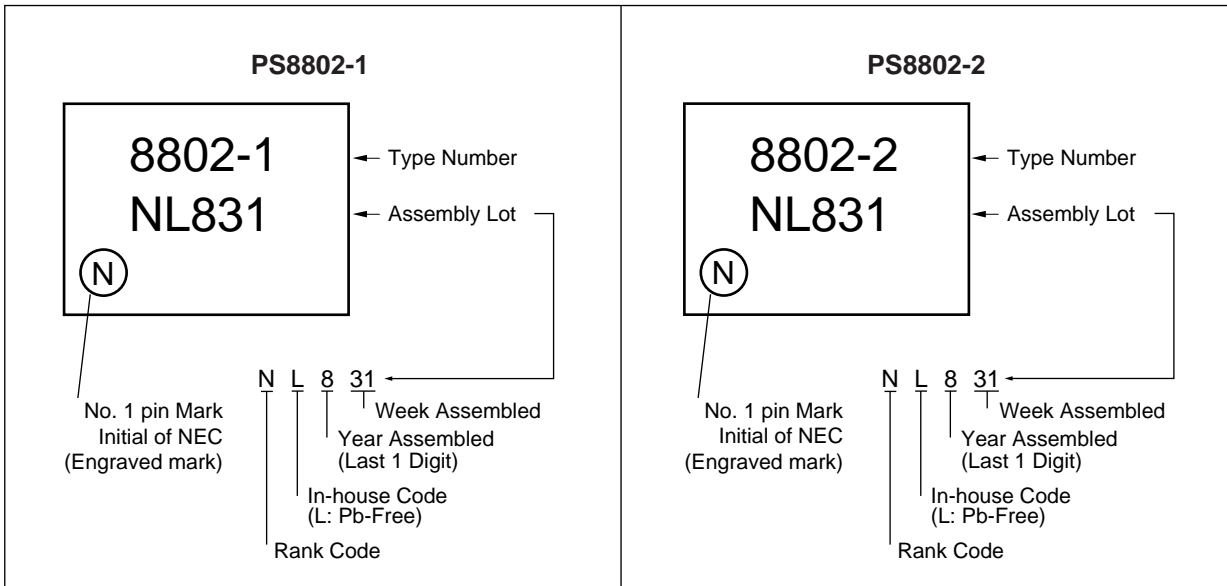 PS8802-1
8802-1
NL831
N
Type Number
Assembly Lot
N L 8 31
No. 1 pin Mark
Initial of NEC
(Engraved mark)
Week Assembled
Year Assembled
(Last 1 Digit)
In-house Code
(L: Pb-Free)
Rank Code
PS8802-2
8802-2
NL831
N
Type Number
Assembly Lot
N L 8 31
No. 1 pin Mark
Initial of NEC
(Engraved mark)
Week Assembled
Year Assembled
(Last 1 Digit)
In-house Code
(L: Pb-Free)
Rank Code